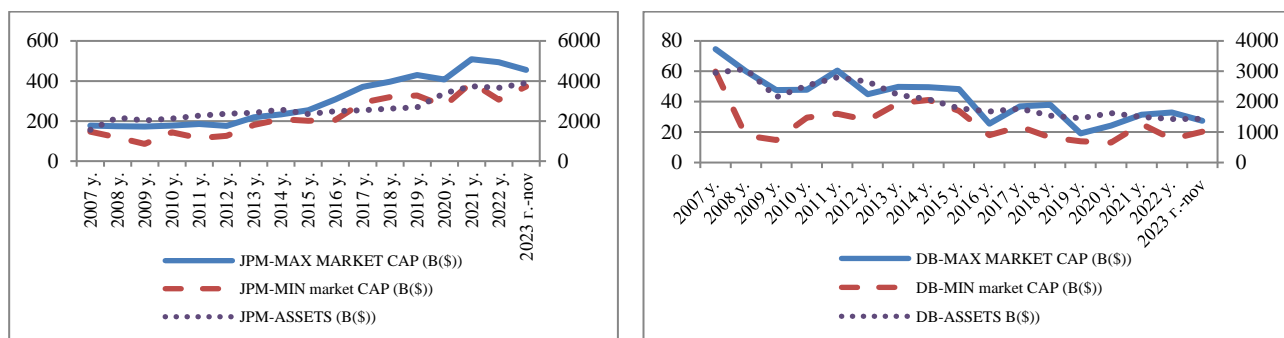 600
400
200
0
6000
4000
2000
0
2007 y.
2008 y.
2009 y.
2010 y.
2011 y.
2012 y.
2013 y.
2014 y.
2015 y.
2016 y.
2017 y.
2018 y.
2019 y.
2020 y.
2021 y.
2022 y.
2023 r.-nov
JPM-MAX MARKET CAP (B($))
JPM-MIN market CAP (B($))
JPM-ASSETS (B($))
80
60
40
20
0
4000
3000
2000
1000
0
2007 y.
2008 y.
2009 y.
2010 y.
2011 y.
2012 y.
2013 y.
2014 y.
2015 y.
2016 y.
2017 y.
2018 y.
2019 y.
2020 y.
2021 y.
2022 y.
2023 r.-nov
DB-MAX MARKET CAP (B($))
DB-MIN market CAP (B($))
DB-ASSETS B($))